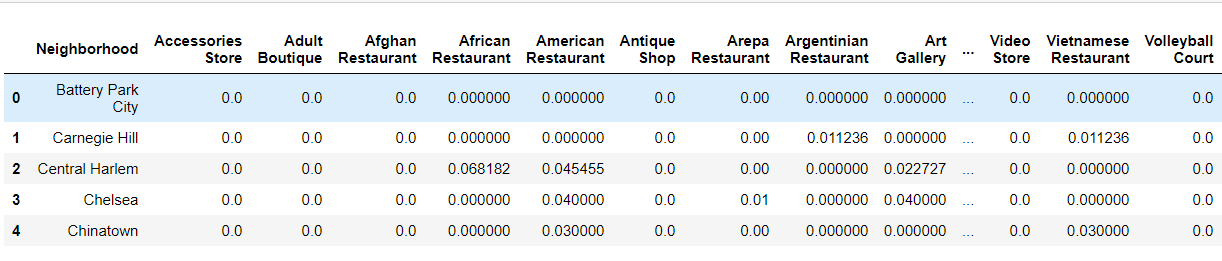 Neighborhood Accessories Store Adult Boutique Afghan Restaurant African Restaurant American Restaurant Antique Shop Arepa Restaurant Argentinian Restaurant Art Gallery ... Video Store Vietnamese Restaurant Volleyball Court
0 Battery Park City 0.0 0.0 0.0 0.000000 0.000000 0.0 0.00 0.000000 0.000000 ... 0.0 0.000000 0.0
1 Carnegie Hill 0.0 0.0 0.0 0.000000 0.000000 0.0 0.00 0.011236 0.000000 ... 0.0 0.011236 0.0
2 Central Harlem 0.0 0.0 0.0 0.068182 0.045455 0.0 0.00 0.000000 0.022727 ... 0.0 0.000000 0.0
3 Chelsea 0.0 0.0 0.0 0.000000 0.040000 0.0 0.01 0.000000 0.040000 ... 0.0 0.000000 0.0
4 Chinatown 0.0 0.0 0.0 0.000000 0.030000 0.0 0.00 0.000000 0.000000 ... 0.0 0.030000 0.0